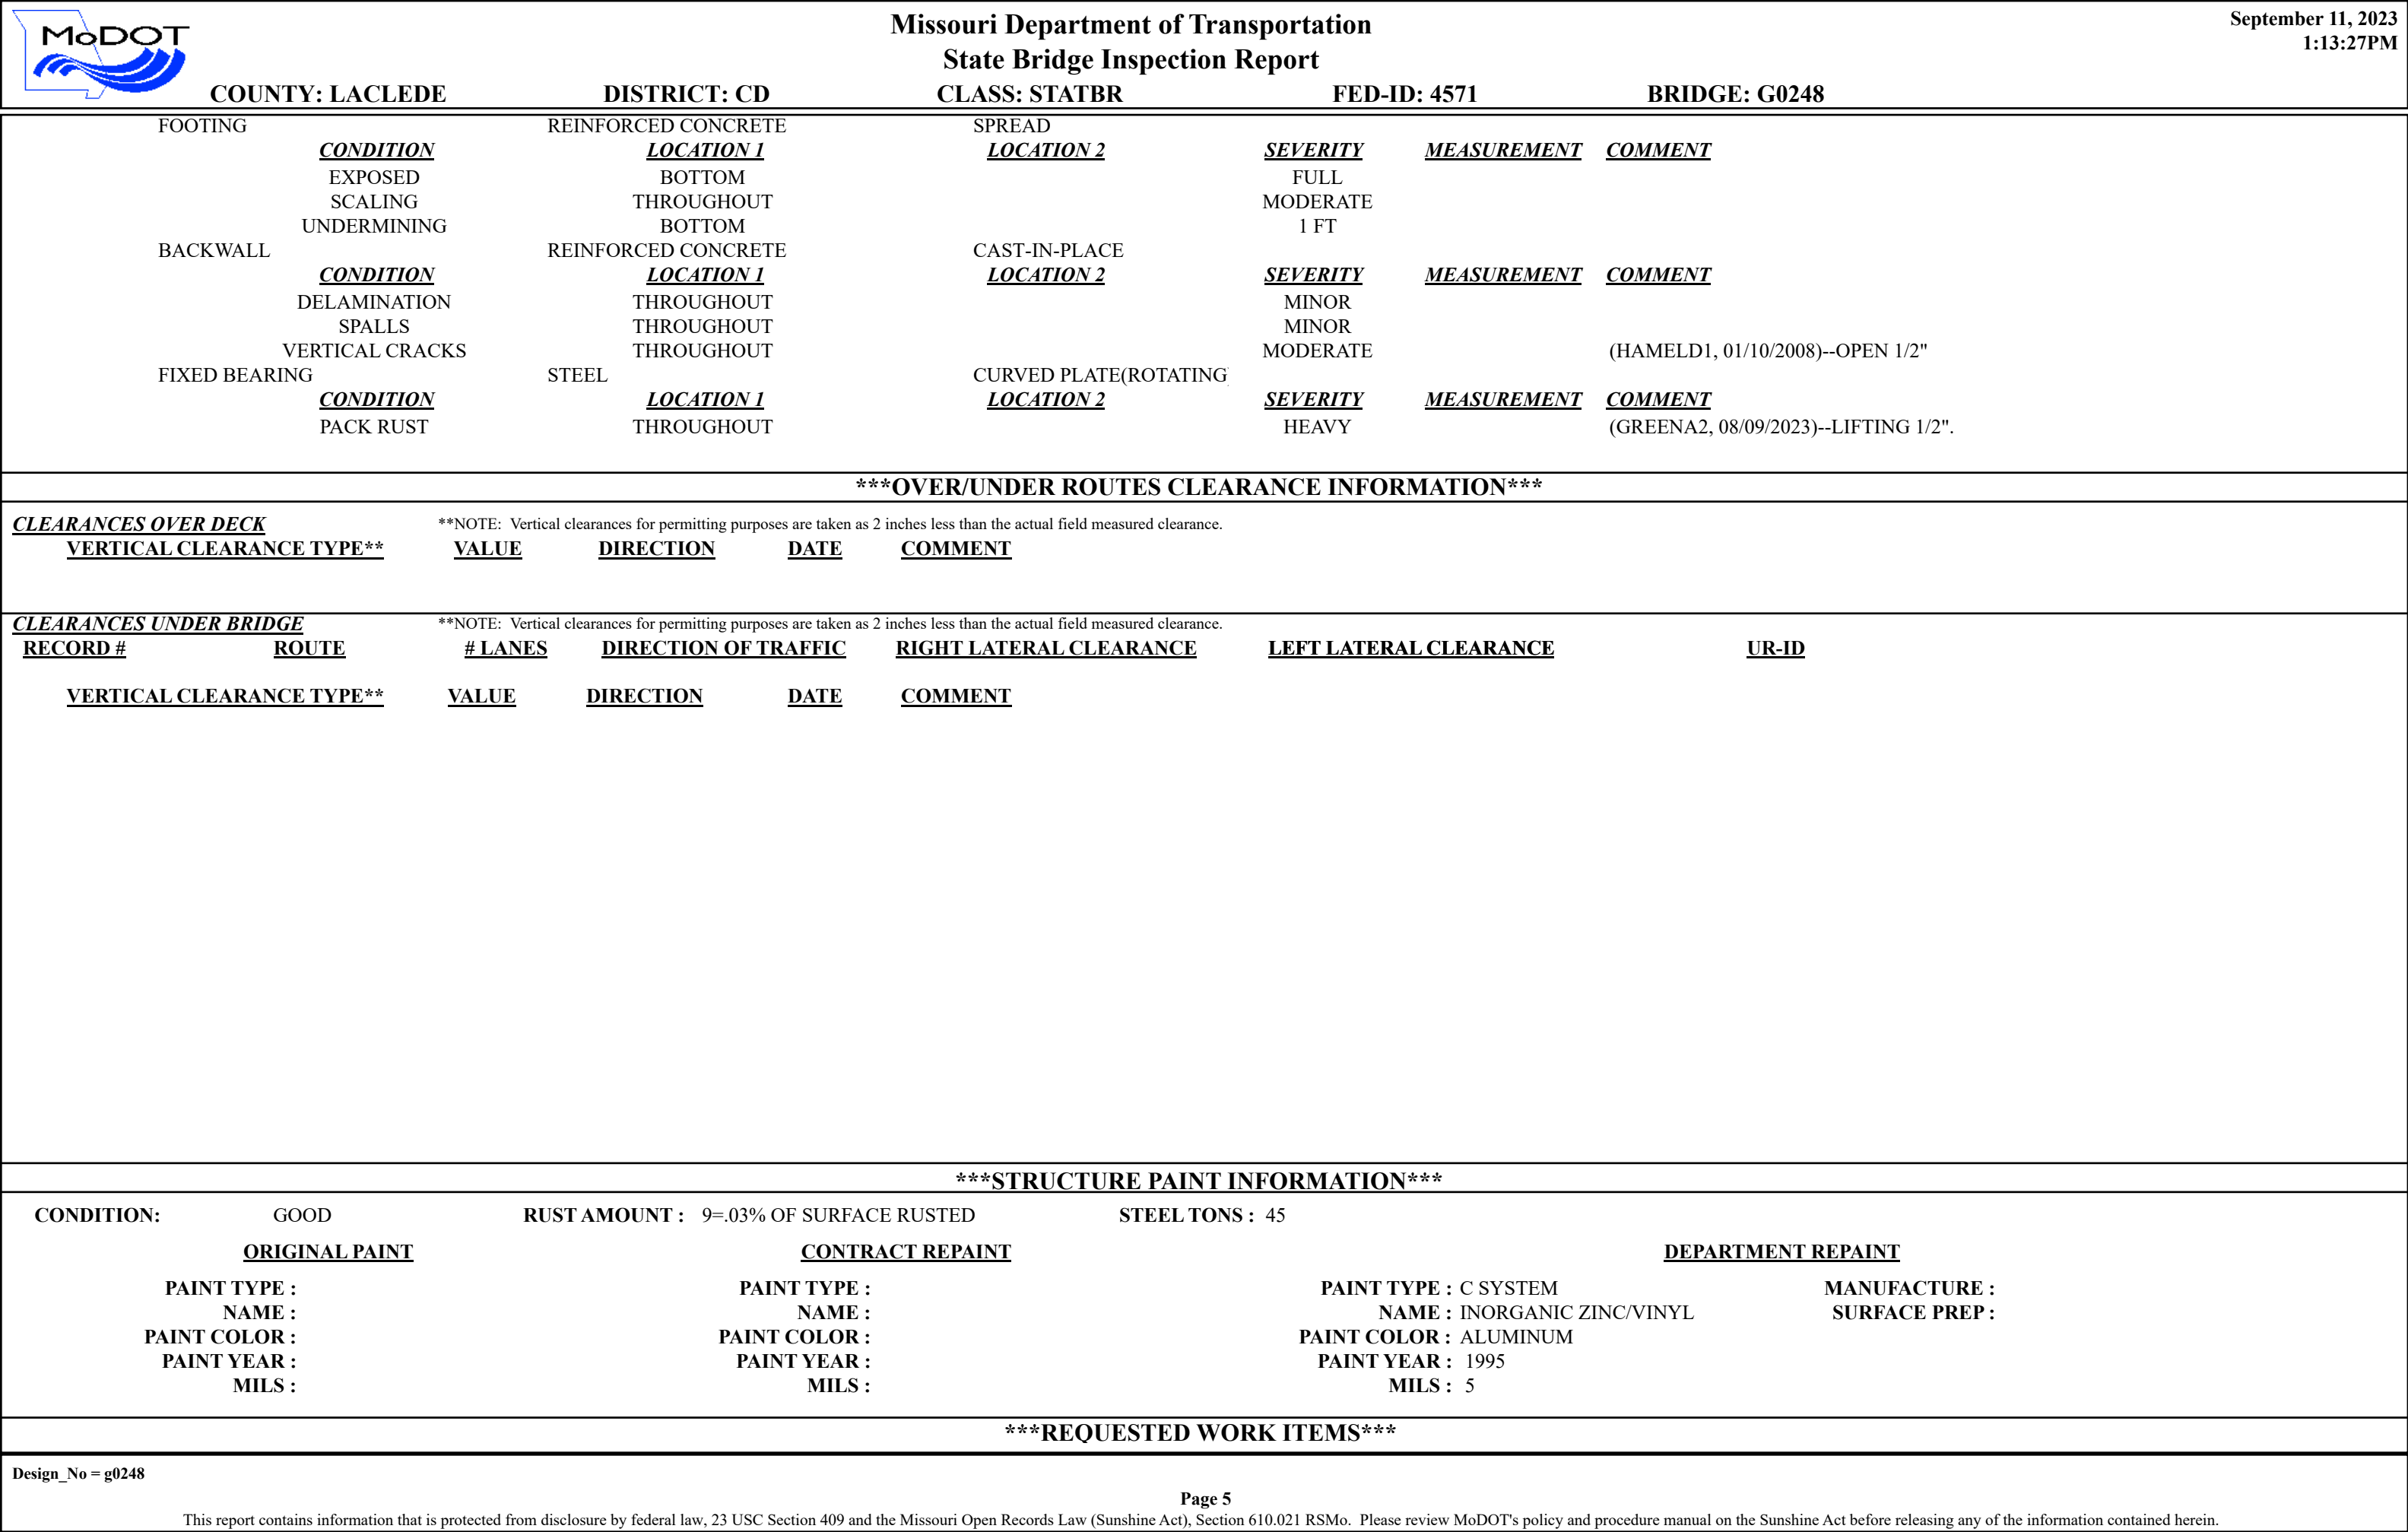 MoDOT
Missouri Department of Transportation
State Bridge Inspection Report
September 11, 2023
1:13:27PM
COUNTY: LACLEDE DISTRICT: CD CLASS: STATBR FED-ID: 4571 BRIDGE: G0248
FOOTING REINFORCED CONCRETE SPREAD
CONDITION LOCATION 1 LOCATION 2 SEVERITY MEASUREMENT COMMENT
EXPOSED BOTTOM FULL
SCALING THROUGHOUT MODERATE
UNDERMINING BOTTOM 1 FT
BACKWALL REINFORCED CONCRETE CAST-IN-PLACE
CONDITION LOCATION 1 LOCATION 2 SEVERITY MEASUREMENT COMMENT
DELAMINATION THROUGHOUT MINOR
SPALLS THROUGHOUT MINOR
VERTICAL CRACKS THROUGHOUT MODERATE (HAMELD1, 01/10/2008)--OPEN 1/2"
FIXED BEARING STEEL CURVED PLATE(ROTATING
CONDITION LOCATION 1 LOCATION 2 SEVERITY MEASUREMENT COMMENT
PACK RUST THROUGHOUT HEAVY (GREENA2, 08/09/2023)--LIFTING 1/2".
***OVER/UNDER ROUTES CLEARANCE INFORMATION***
CLEARANCES OVER DECK **NOTE: Vertical clearances for permitting purposes are taken as 2 inches less than the actual field measured clearance.
VERTICAL CLEARANCE TYPE** VALUE DIRECTION DATE COMMENT
CLEARANCES UNDER BRIDGE **NOTE: Vertical clearances for permitting purposes are taken as 2 inches less than the actual field measured clearance.
RECORD # ROUTE # LANES DIRECTION OF TRAFFIC RIGHT LATERAL CLEARANCE LEFT LATERAL CLEARANCE UR-ID
VERTICAL CLEARANCE TYPE** VALUE DIRECTION DATE COMMENT
***STRUCTURE PAINT INFORMATION***
CONDITION: GOOD RUST AMOUNT : 9=.03% OF SURFACE RUSTED STEEL TONS : 45
ORIGINAL PAINT CONTRACT REPAINT DEPARTMENT REPAINT
PAINT TYPE : PAINT TYPE : PAINT TYPE : C SYSTEM MANUFACTURE :
NAME : NAME : NAME : INORGANIC ZINC/VINYL SURFACE PREP :
PAINT COLOR : PAINT COLOR : PAINT COLOR : ALUMINUM
PAINT YEAR : PAINT YEAR : PAINT YEAR : 1995
MILS : MILS : MILS : 5
***REQUESTED WORK ITEMS***
Design_No = g0248
Page 5
This report contains information that is protected from disclosure by federal law, 23 USC Section 409 and the Missouri Open Records Law (Sunshine Act), Section 610.021 RSMo. Please review MoDOT's policy and procedure manual on the Sunshine Act before releasing any of the information contained herein.